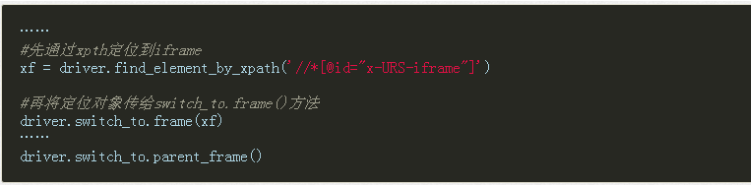 ......
#先通过xpth定位到iframe
xf = driver.find_element_by_xpath('//*[@id="x-URS-iframe"]')
#再将定位对象传给switch_to.frame()方法
driver.switch_to.frame(xf)
......
driver.switch_to.parent_frame()